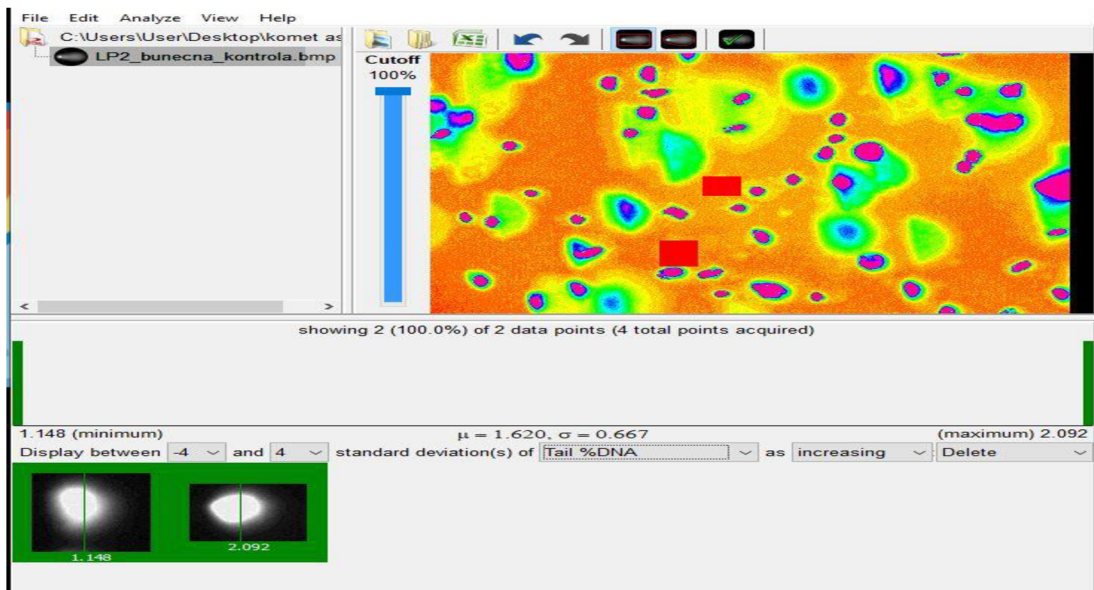 File Edit Analyze View Help
C:\Users\User\Desktop\komet as
LP2_bunecna_kontrola.bmp
Cutoff
100%
showing 2 (100.0%) of 2 data points (4 total points acquired)
1.148 (minimum) μ = 1.620, σ = 0.667 (maximum) 2.092
Display between -4 and 4 standard deviation(s) of Tail %DNA as increasing Delete
1.148
2.092